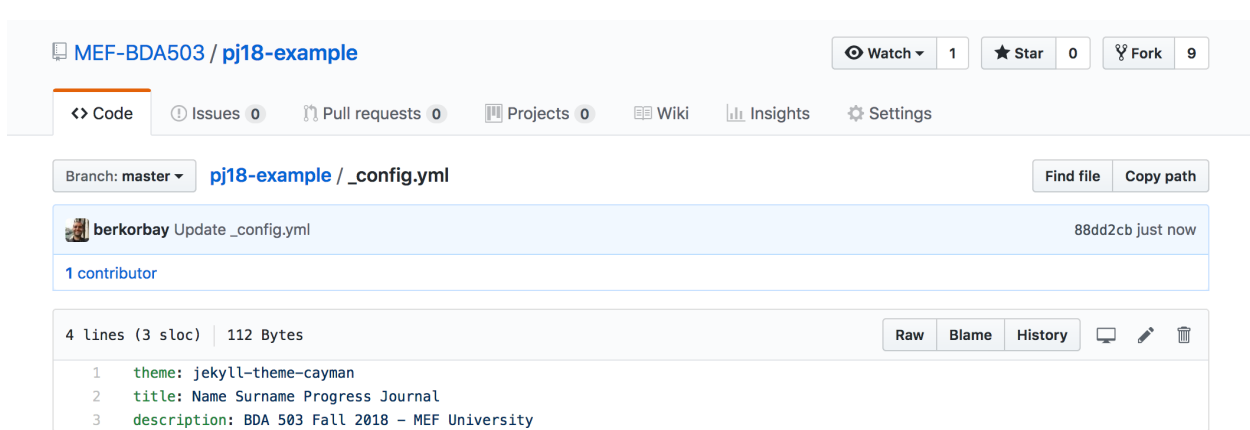 MEF-BDA503 / pj18-example
Watch 1 Star 0 Fork 9
Code Issues 0 Pull requests 0 Projects 0 Wiki Insights Settings
Branch: master pj18-example / _config.yml Find file Copy path
berkorbay Update _config.yml 88dd2cb just now
1 contributor
4 lines (3 sloc) 112 Bytes Raw Blame History
1 theme: jekyll-theme-cayman
2 title: Name Surname Progress Journal
3 description: BDA 503 Fall 2018 – MEF University